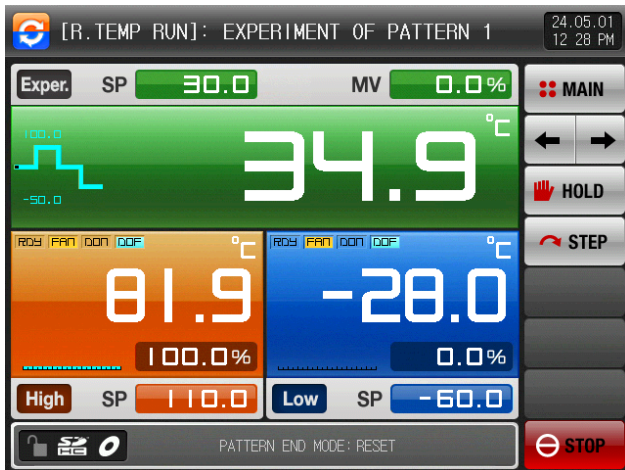 [R.TEMP RUN]: EXPERIMENT OF PATTERN 1
24.05.01
12 28 PM
Exper. SP 30.0 MV 0.0%
MAIN
100.0
-50.0
34.9 °C
HOLD
STEP
RDY FAN DON DOF °C
81.9
100.0%
RDY FAN DON DOF °C
-28.0
0.0%
High SP 110.0
Low SP -60.0
PATTERN END MODE: RESET
STOP